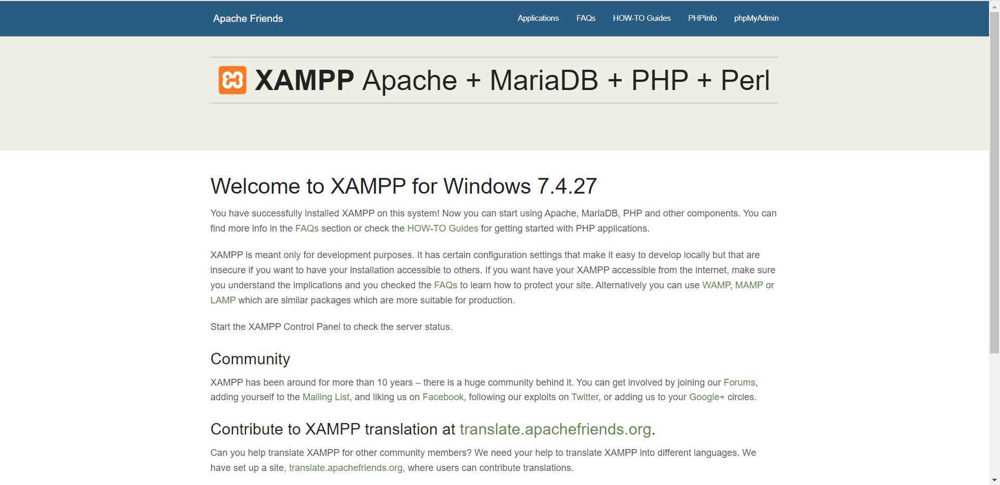 Apache Friends
Applications FAQs HOW-TO Guides PHPInfo phpMyAdmin
XAMPP Apache + MariaDB + PHP + Perl
Welcome to XAMPP for Windows 7.4.27
You have successfully installed XAMPP on this system! Now you can start using Apache, MariaDB, PHP and other components. You can
find more info in the FAQs section or check the HOW-TO Guides for getting started with PHP applications.
XAMPP is meant only for development purposes. It has certain configuration settings that make it easy to develop locally but that are
insecure if you want to have your installation accessible to others. If you want have your XAMPP accessible from the internet, make sure
you understand the implications and you checked the FAQs to learn how to protect your site. Alternatively you can use WAMP, MAMP or
LAMP which are similar packages which are more suitable for production.
Start the XAMPP Control Panel to check the server status.
Community
XAMPP has been around for more than 10 years – there is a huge community behind it. You can get involved by joining our Forums,
adding yourself to the Mailing List, and liking us on Facebook, following our exploits on Twitter, or adding us to your Google+ circles.
Contribute to XAMPP translation at translate.apachefriends.org.
Can you help translate XAMPP for other community members? We need your help to translate XAMPP into different languages. We
have set up a site, translate.apachefriends.org, where users can contribute translations.